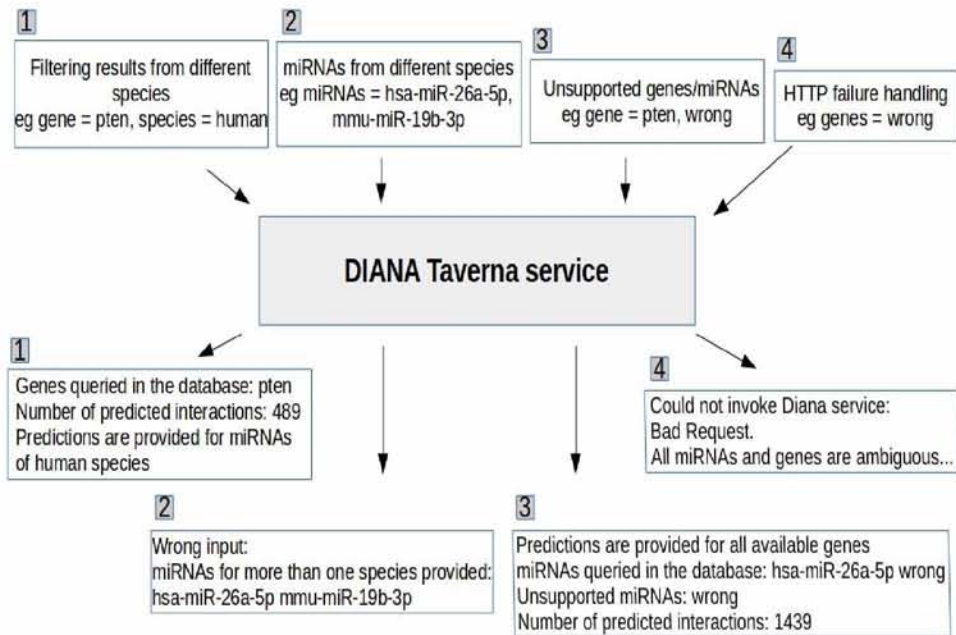 1
Filtering results from different
species
eg gene = pten, species = human
2
miRNAs from different species
eg miRNAs = hsa-miR-26a-5p,
mmu-miR-19b-3p
3
Unsupported genes/miRNAs
eg gene = pten, wrong
4
HTTP failure handling
eg genes = wrong
DIANA Taverna service
1
Genes queried in the database: pten
Number of predicted interactions: 489
Predictions are provided for miRNAs
of human species
2
Wrong input:
miRNAs for more than one species provided:
hsa-miR-26a-5p mmu-miR-19b-3p
3
Predictions are provided for all available genes
miRNAs queried in the database: hsa-miR-26a-5p wrong
Unsupported miRNAs: wrong
Number of predicted interactions: 1439
4
Could not invoke Diana service:
Bad Request.
All miRNAs and genes are ambiguous...